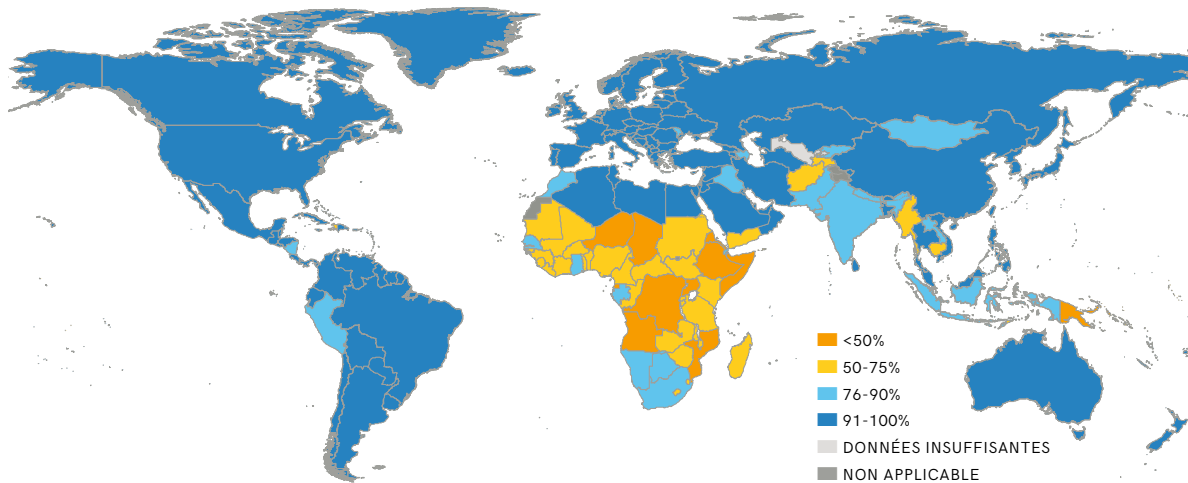 <50%
50-75%
76-90%
91-100%
DONNÉES INSUFFISANTES
NON APPLICABLE